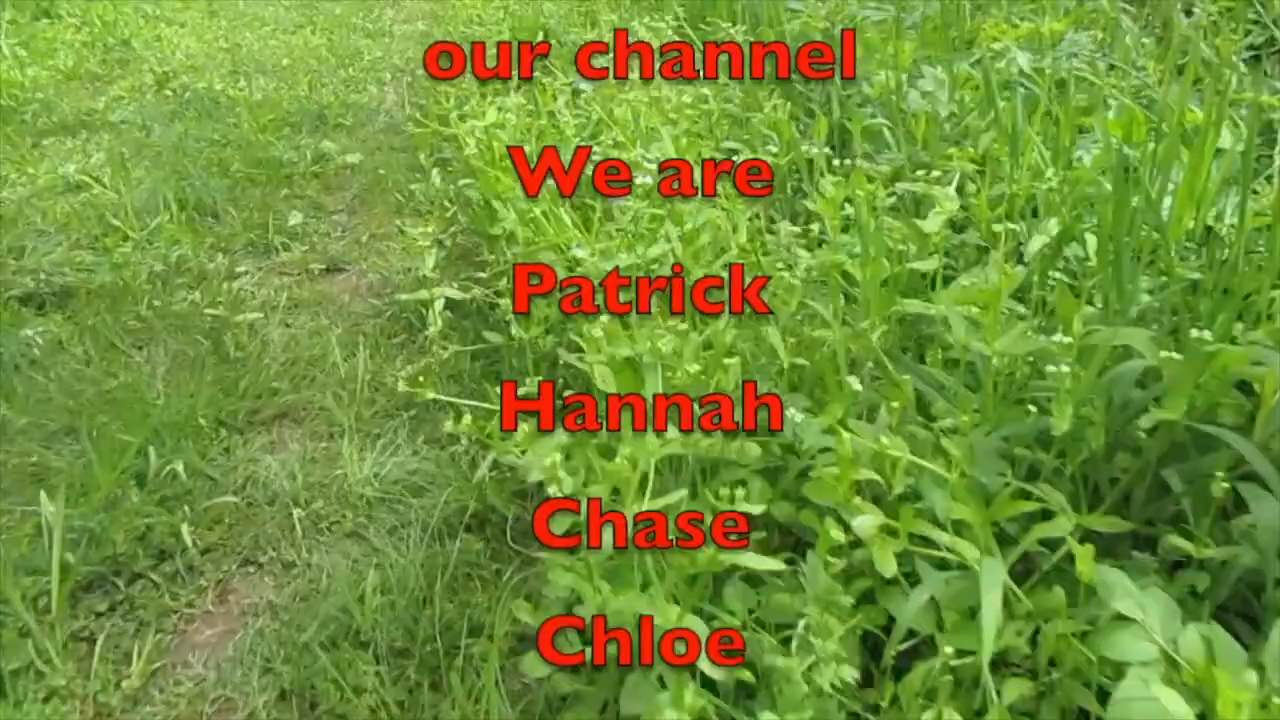 our channel
We are
Patrick
Hannah
Chase
Chloe